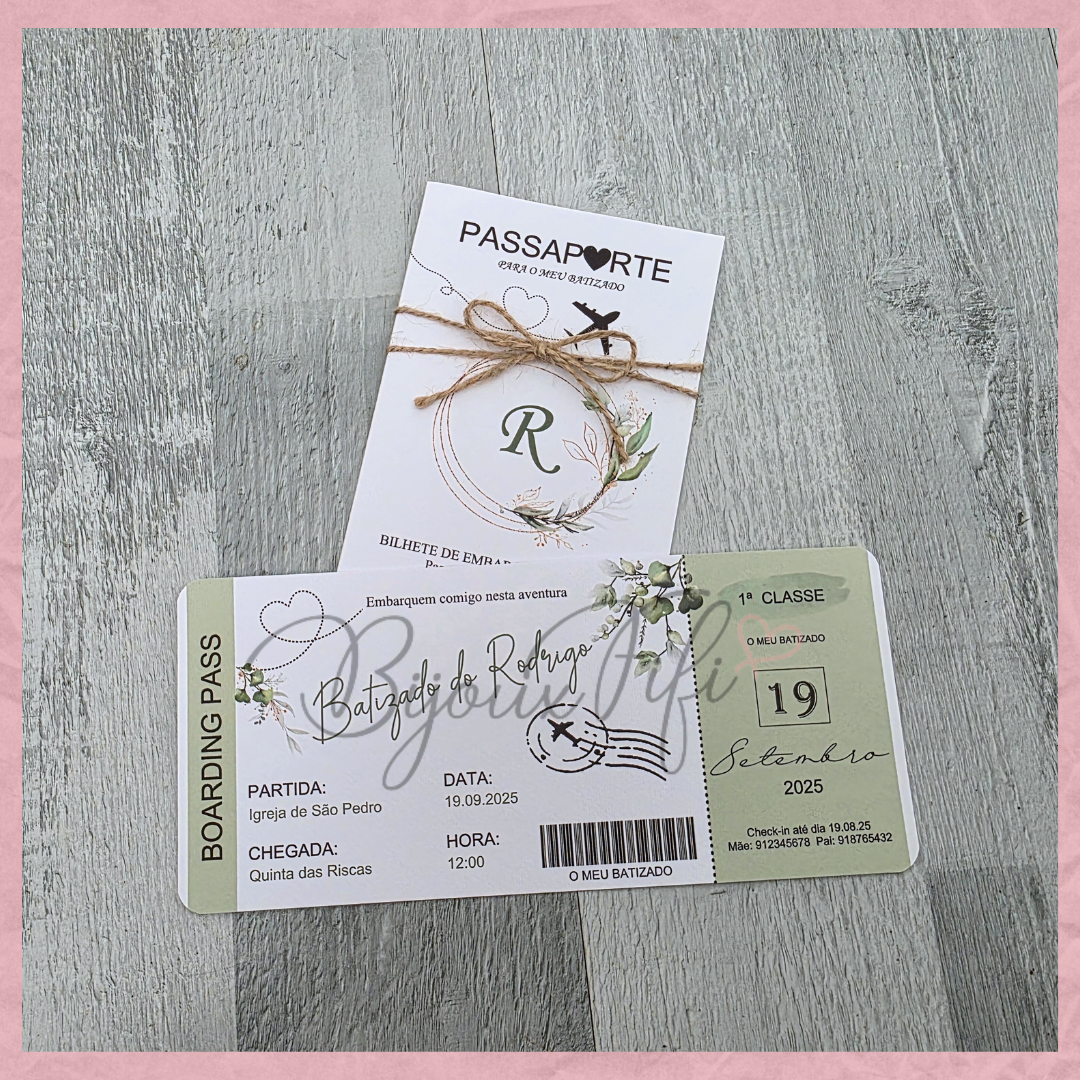 PASSAPORTE
PARA O MEU BATIZADO
R
BILHETE DE
BOARDING PASS
Embarquem comigo nesta aventura
Batizado do Rodrigo
Bijoux Fifi
PARTIDA:
Igreja de São Pedro
DATA:
19.09.2025
CHEGADA:
Quinta das Riscas
HORA:
12:00
O MEU BATIZADO
1ª CLASSE
O MEU BATIZADO
19
Setembro
2025
Check-in até dia 19.08.25
Mãe: 912345678 Pai: 918765432